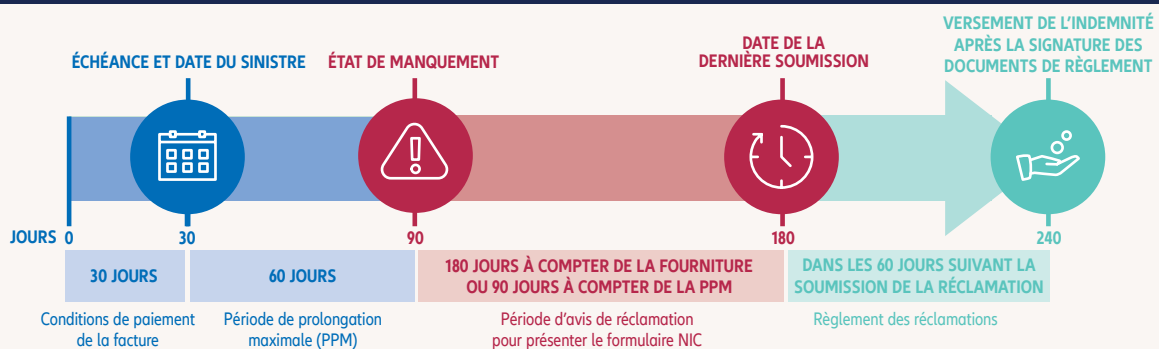 ÉCHÉANCE ET DATE DU SINISTRE
ÉTAT DE MANQUEMENT
DATE DE LA
DERNIÈRE SOUMISSION
VERSEMENT DE L'INDEMNITÉ
APRÈS LA SIGNATURE DES
DOCUMENTS DE RÈGLEMENT
JOURS 0 30 90 180 240
30 JOURS
60 JOURS
180 JOURS À COMPTER DE LA FOURNITURE
OU 90 JOURS À COMPTER DE LA PPM
DANS LES 60 JOURS SUIVANT LA
SOUMISSION DE LA RÉCLAMATION
Conditions de paiement
de la facture
Période de prolongation
maximale (PPM)
Période d'avis de réclamation
pour présenter le formulaire NIC
Règlement des réclamations